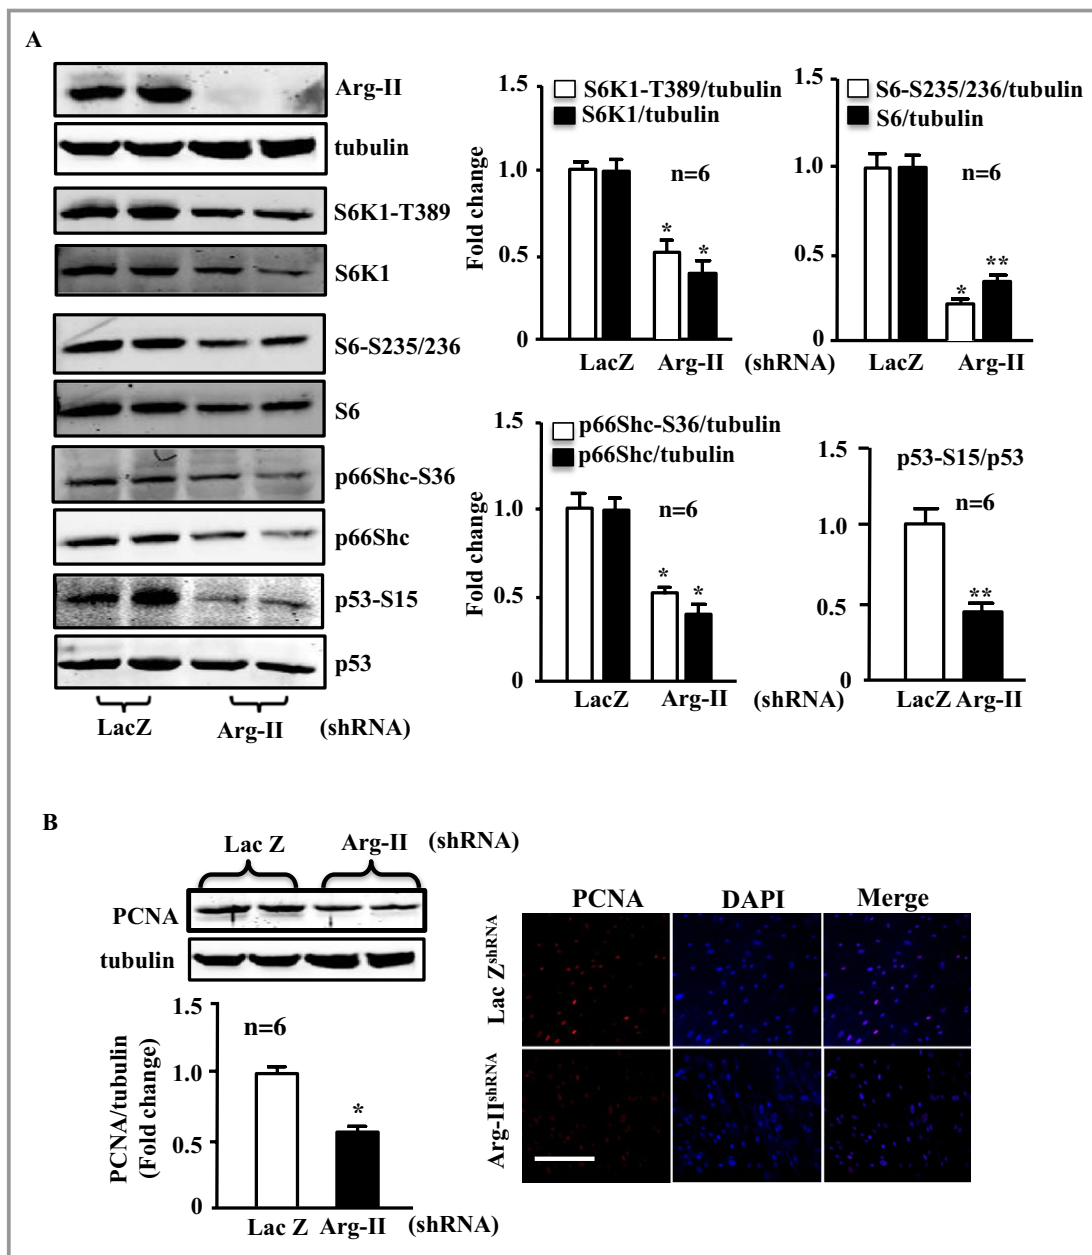 A
Arg-II
tubulin
S6K1-T389
S6K1
S6-S235/236
S6
p66Shc-S36
p66Shc
p53-S15
p53
LacZ Arg-II (shRNA)
S6K1-T389/tubulin
S6K1/tubulin
Fold change
1.5
1.0
0.5
0
n=6
*
*
LacZ Arg-II (shRNA)
S6-S235/236/tubulin
S6/tubulin
1.5
1.0
0.5
0
n=6
*
**
LacZ Arg-II
p66Shc-S36/tubulin
p66Shc/tubulin
Fold change
1.5
1.0
0.5
0
n=6
*
*
LacZ Arg-II (shRNA)
p53-S15/p53
1.5
1.0
0.5
0
n=6
**
LacZ Arg-II
B
Lac Z Arg-II (shRNA)
PCNA
tubulin
PCNA/tubulin
(Fold change)
1.5
1.0
0.5
0
n=6
*
Lac Z Arg-II (shRNA)
PCNA DAPI Merge
Lac Z shRNA
Arg-II shRNA